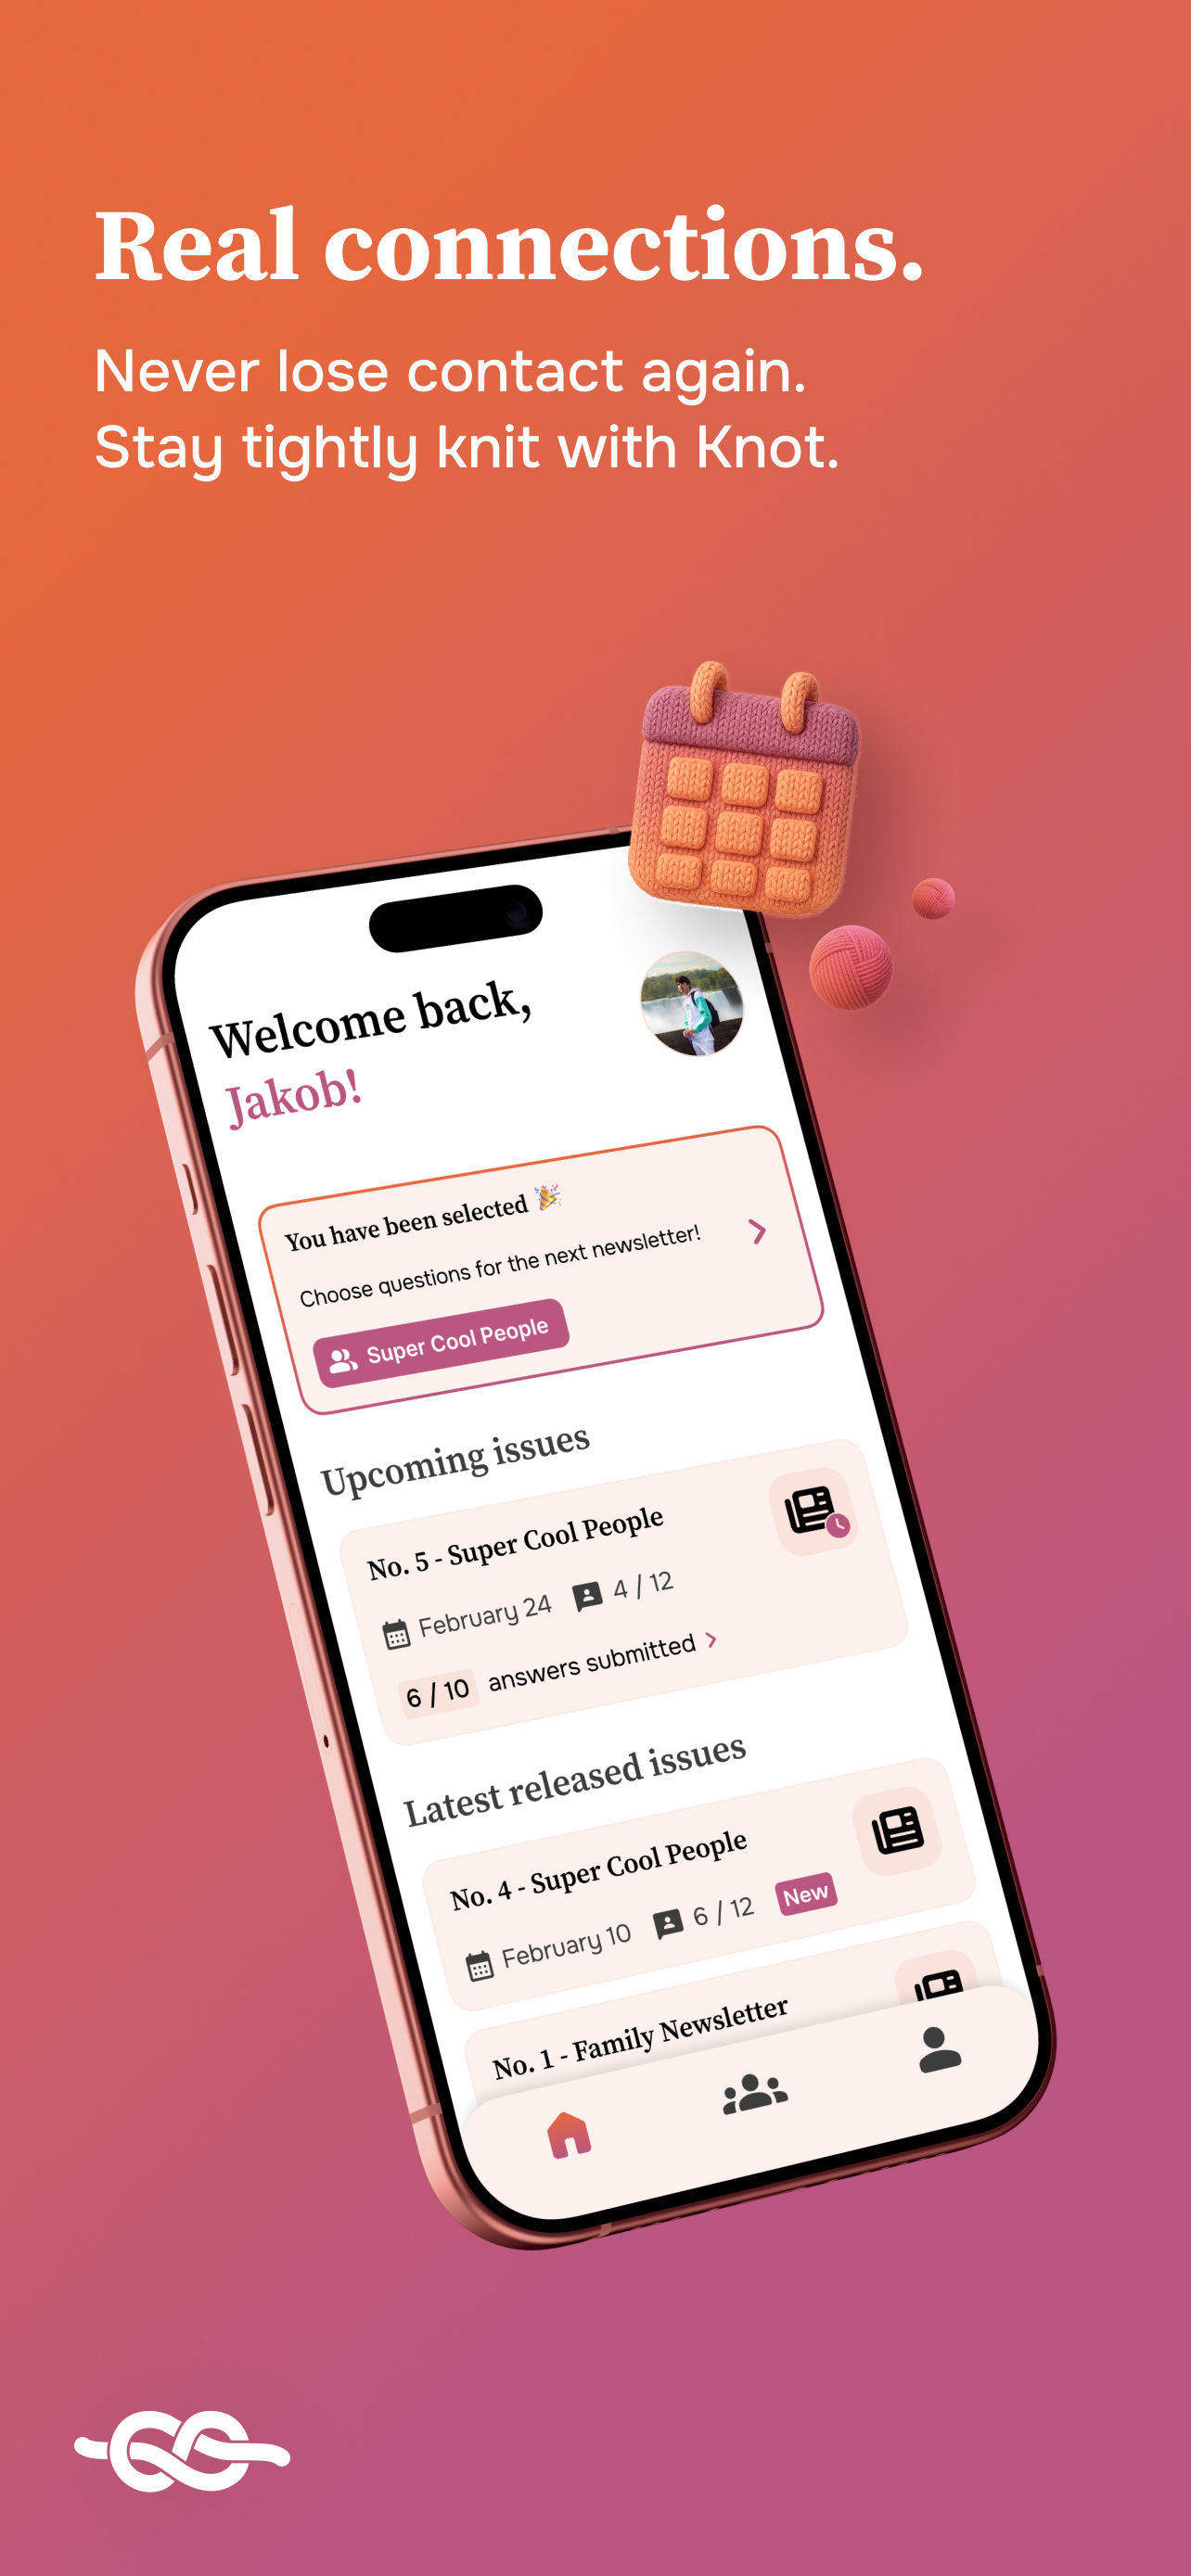 Real connections.
Never lose contact again.
Stay tightly knit with Knot.
Welcome back,
Jakob!
You have been selected 🎉
Choose questions for the next newsletter!
Super Cool People
Upcoming issues
No. 5 - Super Cool People
February 24 4 / 12
6 / 10 answers submitted
Latest released issues
No. 4 - Super Cool People
February 10 6 / 12 New
No. 1 - Family Newsletter